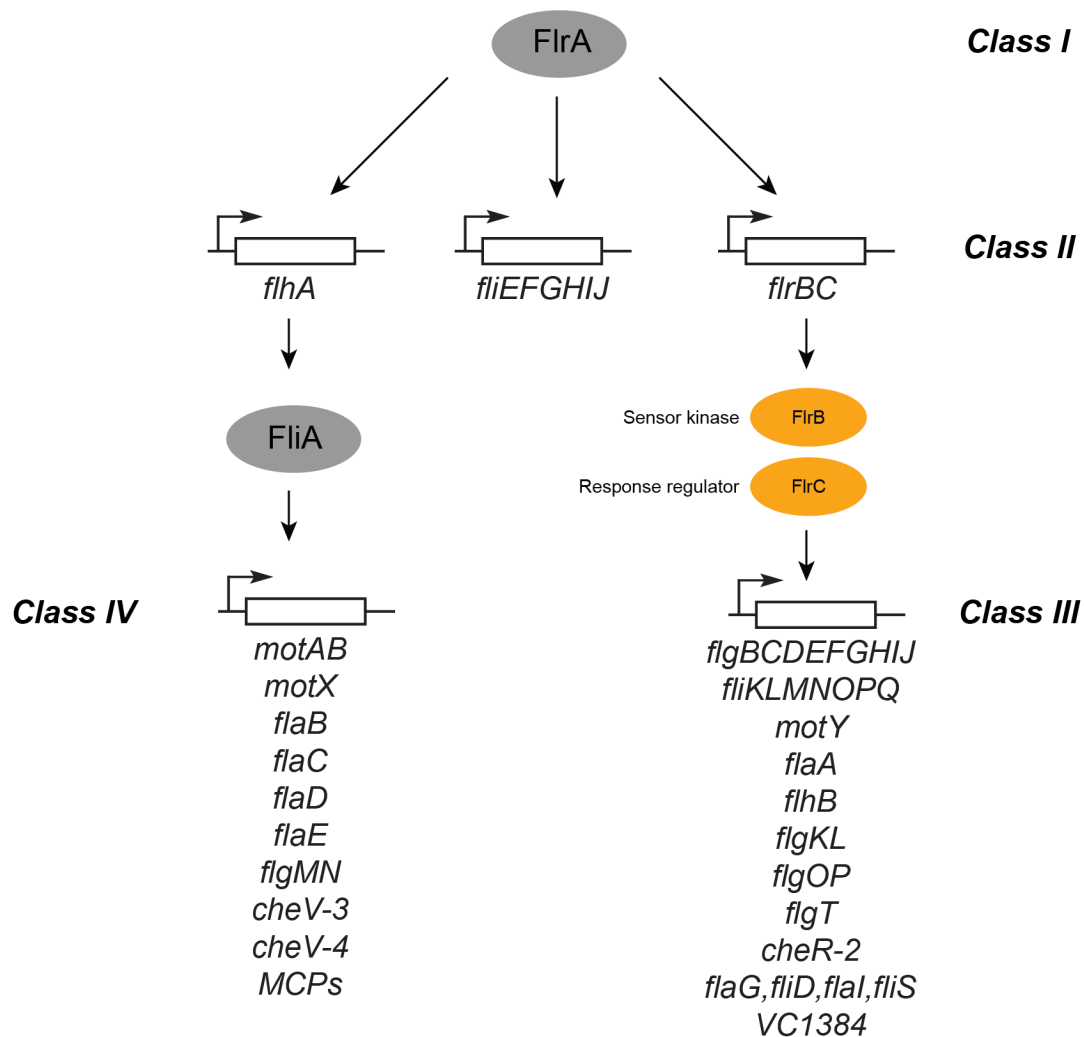 FlrA
Class I
Class II
flhA
fliEFGHIJ
flrBC
Sensor kinase
FlrB
FliA
Response regulator
FlrC
Class IV
Class III
motAB
motX
flaB
flaC
flaD
flaE
flgMN
cheV-3
cheV-4
MCPs
flgBCDEFGHIJ
fliKLMNOPQ
motY
flaA
flhB
flgKL
flgOP
flgT
cheR-2
flaG,fliD,flaI,fliS
VC1384